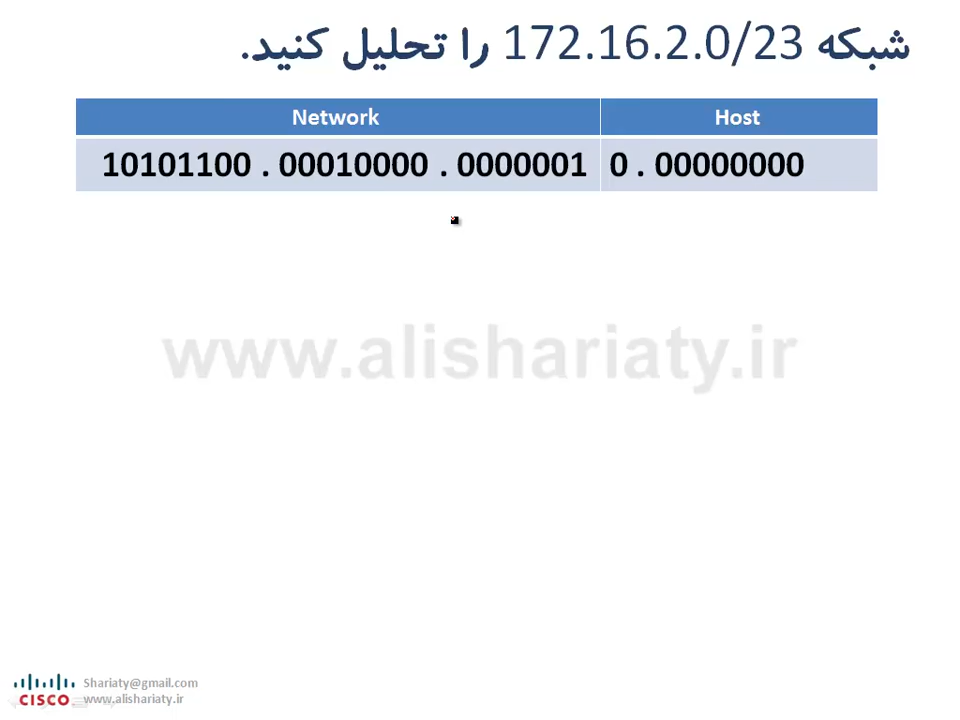 شبکه 172.16.2.0/23 را تحلیل کنید.
Network Host
10101100 . 00010000 . 0000001 0 . 00000000
www.alishariaty.ir
Shariaty@gmail.com
CISCO www.alishariaty.ir